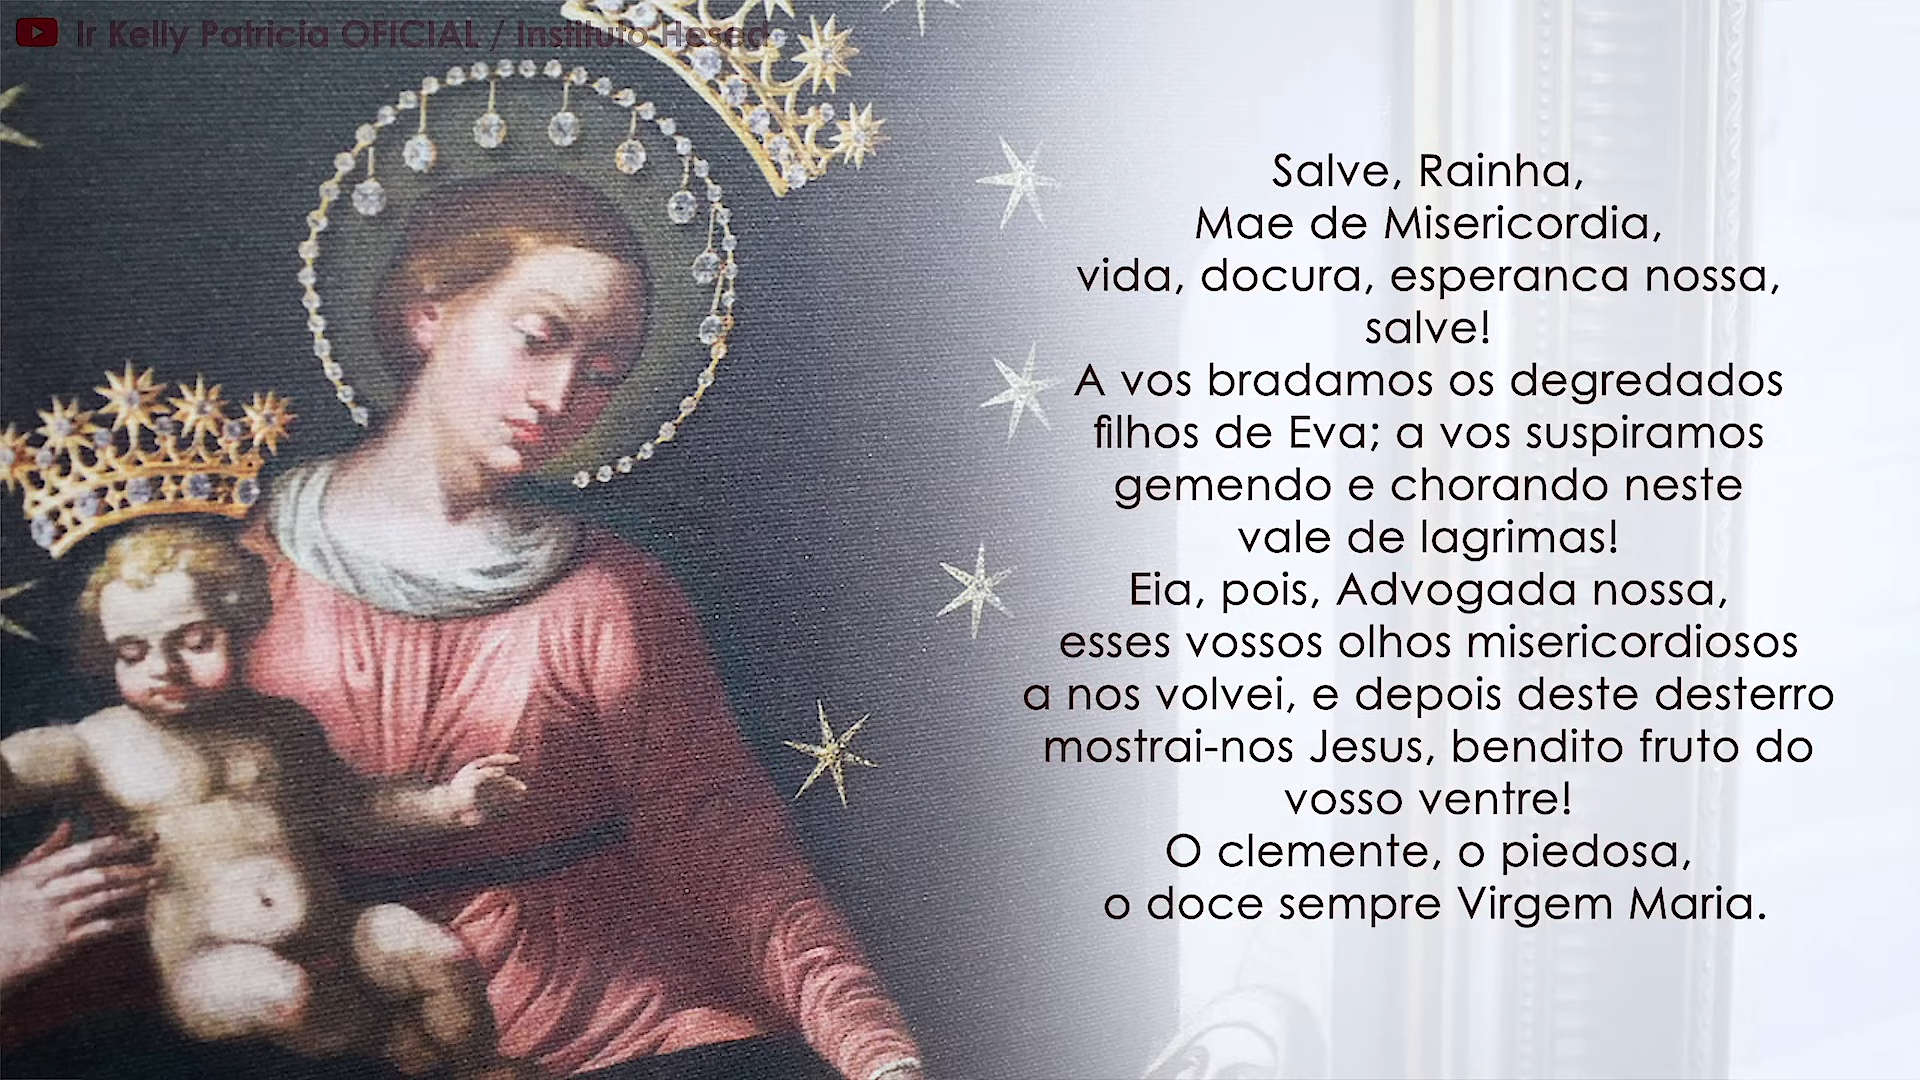 Ir Kelly Patricia OFICIAL / Instituto Hesed
Salve, Rainha,
Mae de Misericordia,
vida, docura, esperanca nossa,
salve!
A vos bradamos os degredados
filhos de Eva; a vos suspiramos
gemendo e chorando neste
vale de lagrimas!
Eia, pois, Advogada nossa,
esses vossos olhos misericordiosos
a nos volvei, e depois deste desterro
mostrai-nos Jesus, bendito fruto do
vosso ventre!
O clemente, o piedosa,
o doce sempre Virgem Maria.